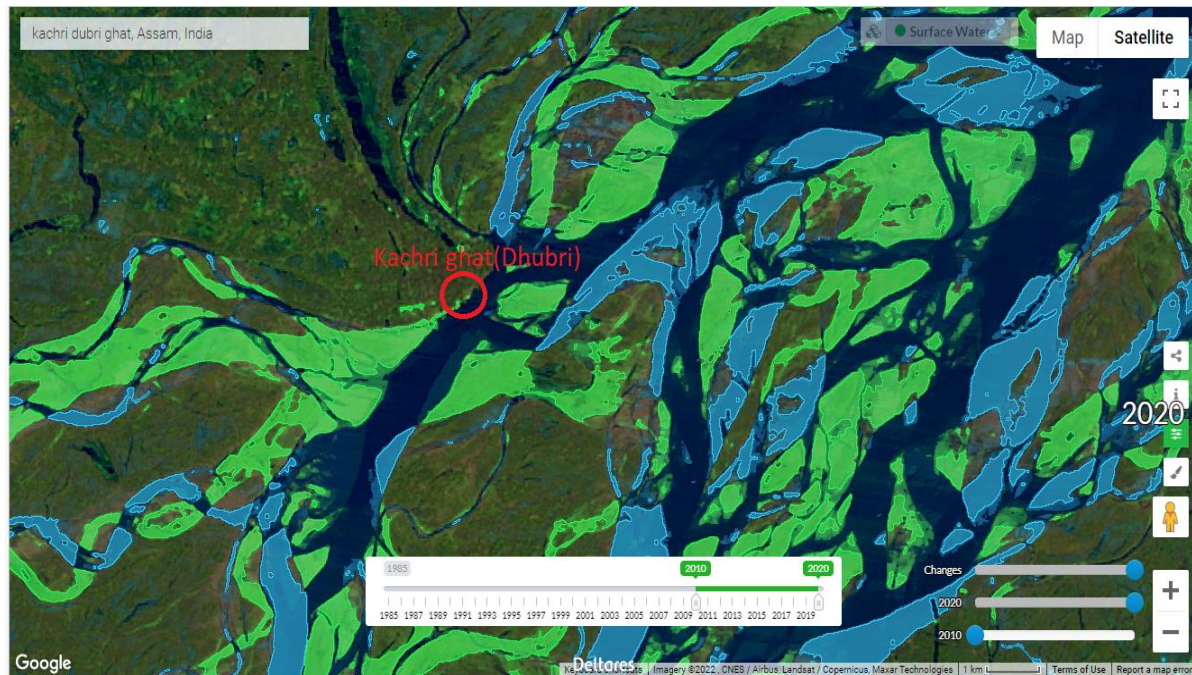 kachri dubri ghat, Assam, India
Surface Water
Map Satellite
Kachri ghat(Dhubri)
2020
1985 2010 2020
1985 1987 1989 1991 1993 1995 1997 1999 2001 2003 2005 2007 2009 2011 2013 2015 2017 2019
Changes
2020
2010
Google
Deltares
Imagery ©2022 , CNES / Airbus, Landsat / Copernicus, Maxar Technologies 1 km Terms of Use Report a map error